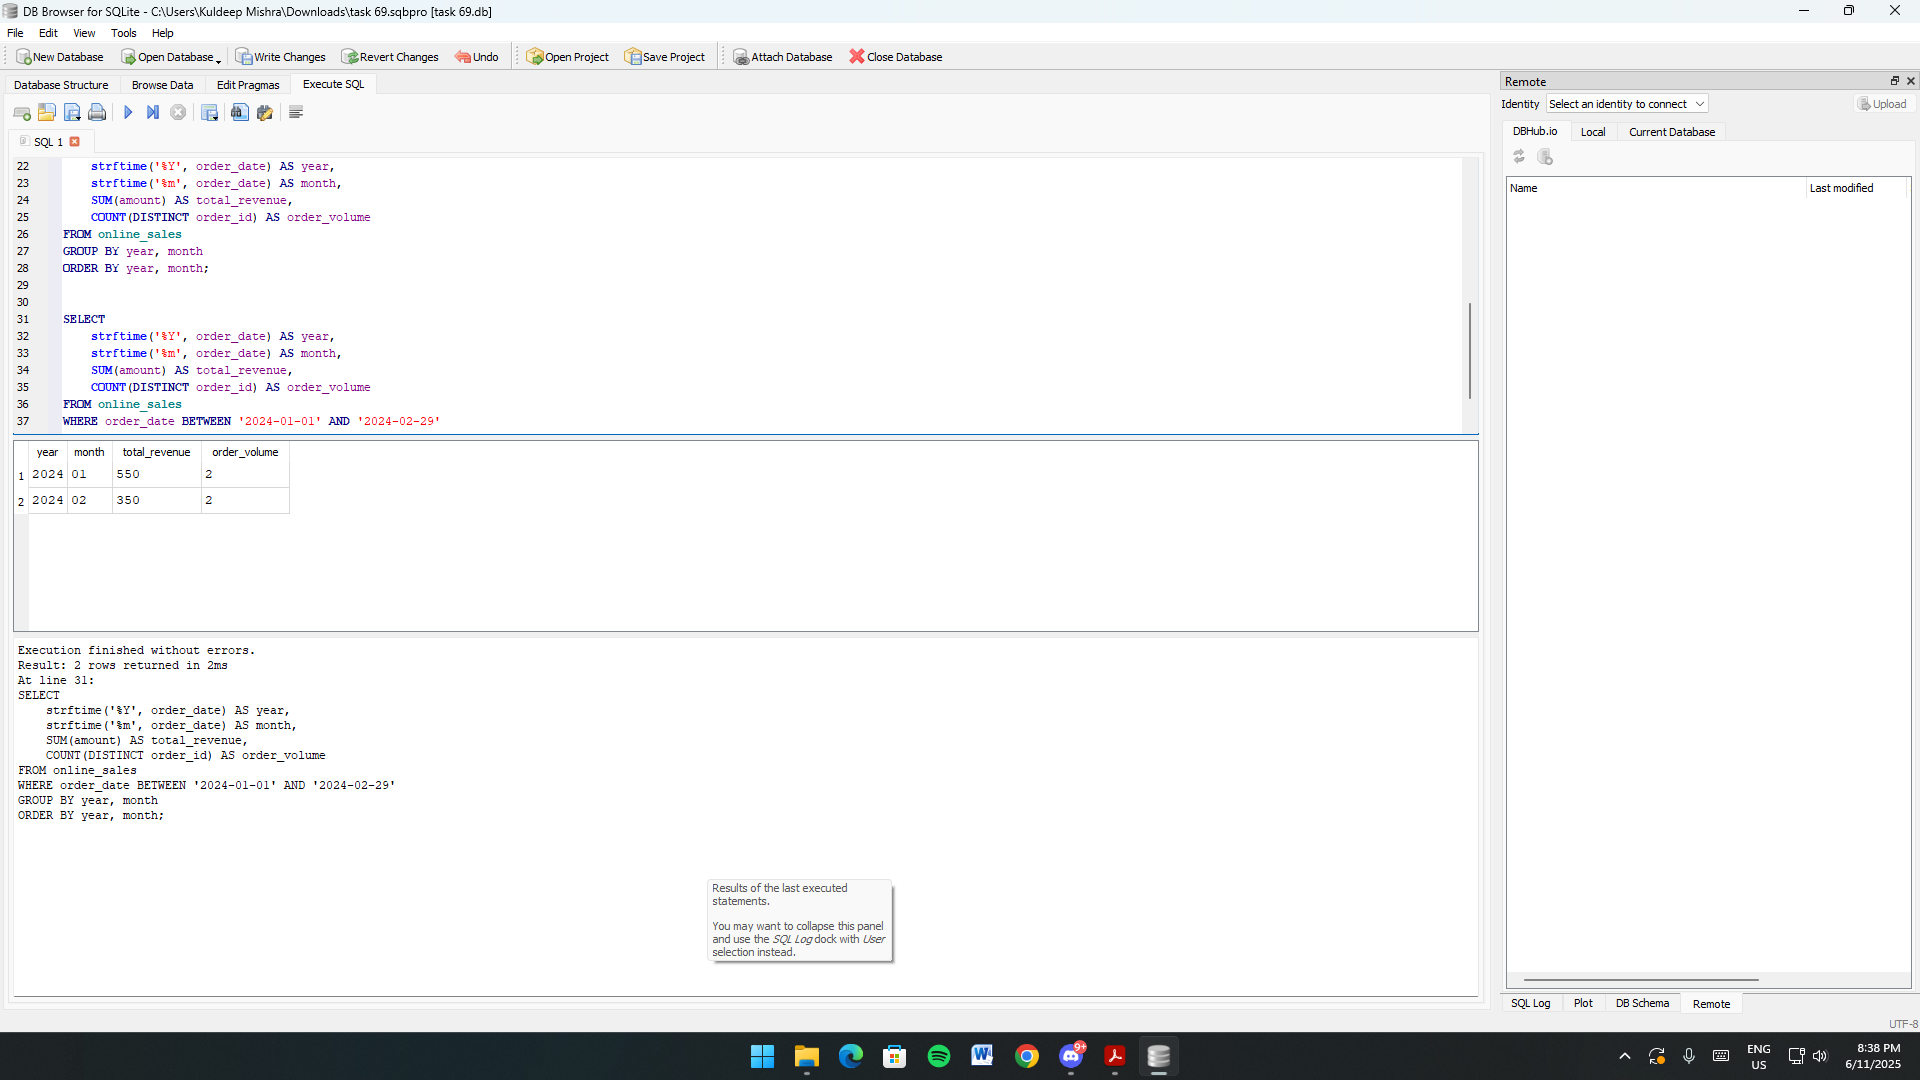 DB Browser for SQLite - C:\Users\Kuldeep Mishra\Downloads\task 69.sqbpro [task 69.db]
File Edit View Tools Help
New Database Open Database Write Changes Revert Changes Undo Open Project Save Project Attach Database Close Database
Database Structure Browse Data Edit Pragmas Execute SQL
SQL 1
22 strftime('%Y', order_date) AS year,
23 strftime('%m', order_date) AS month,
24 SUM(amount) AS total_revenue,
25 COUNT(DISTINCT order_id) AS order_volume
26 FROM online_sales
27 GROUP BY year, month
28 ORDER BY year, month;
29
30
31 SELECT
32 strftime('%Y', order_date) AS year,
33 strftime('%m', order_date) AS month,
34 SUM(amount) AS total_revenue,
35 COUNT(DISTINCT order_id) AS order_volume
36 FROM online_sales
37 WHERE order_date BETWEEN '2024-01-01' AND '2024-02-29'
year month total_revenue order_volume
1 2024 01 550 2
2 2024 02 350 2
Execution finished without errors.
Result: 2 rows returned in 2ms
At line 31:
SELECT
strftime('%Y', order_date) AS year,
strftime('%m', order_date) AS month,
SUM(amount) AS total_revenue,
COUNT(DISTINCT order_id) AS order_volume
FROM online_sales
WHERE order_date BETWEEN '2024-01-01' AND '2024-02-29'
GROUP BY year, month
ORDER BY year, month;
Results of the last executed
statements.
You may want to collapse this panel
and use the SQL Log dock with User
selection instead.
Remote
Identity Select an identity to connect Upload
DBHub.io Local Current Database
Name Last modified
SQL Log Plot DB Schema Remote
UTF-8
9+
ENG
US
8:38 PM
6/11/2025